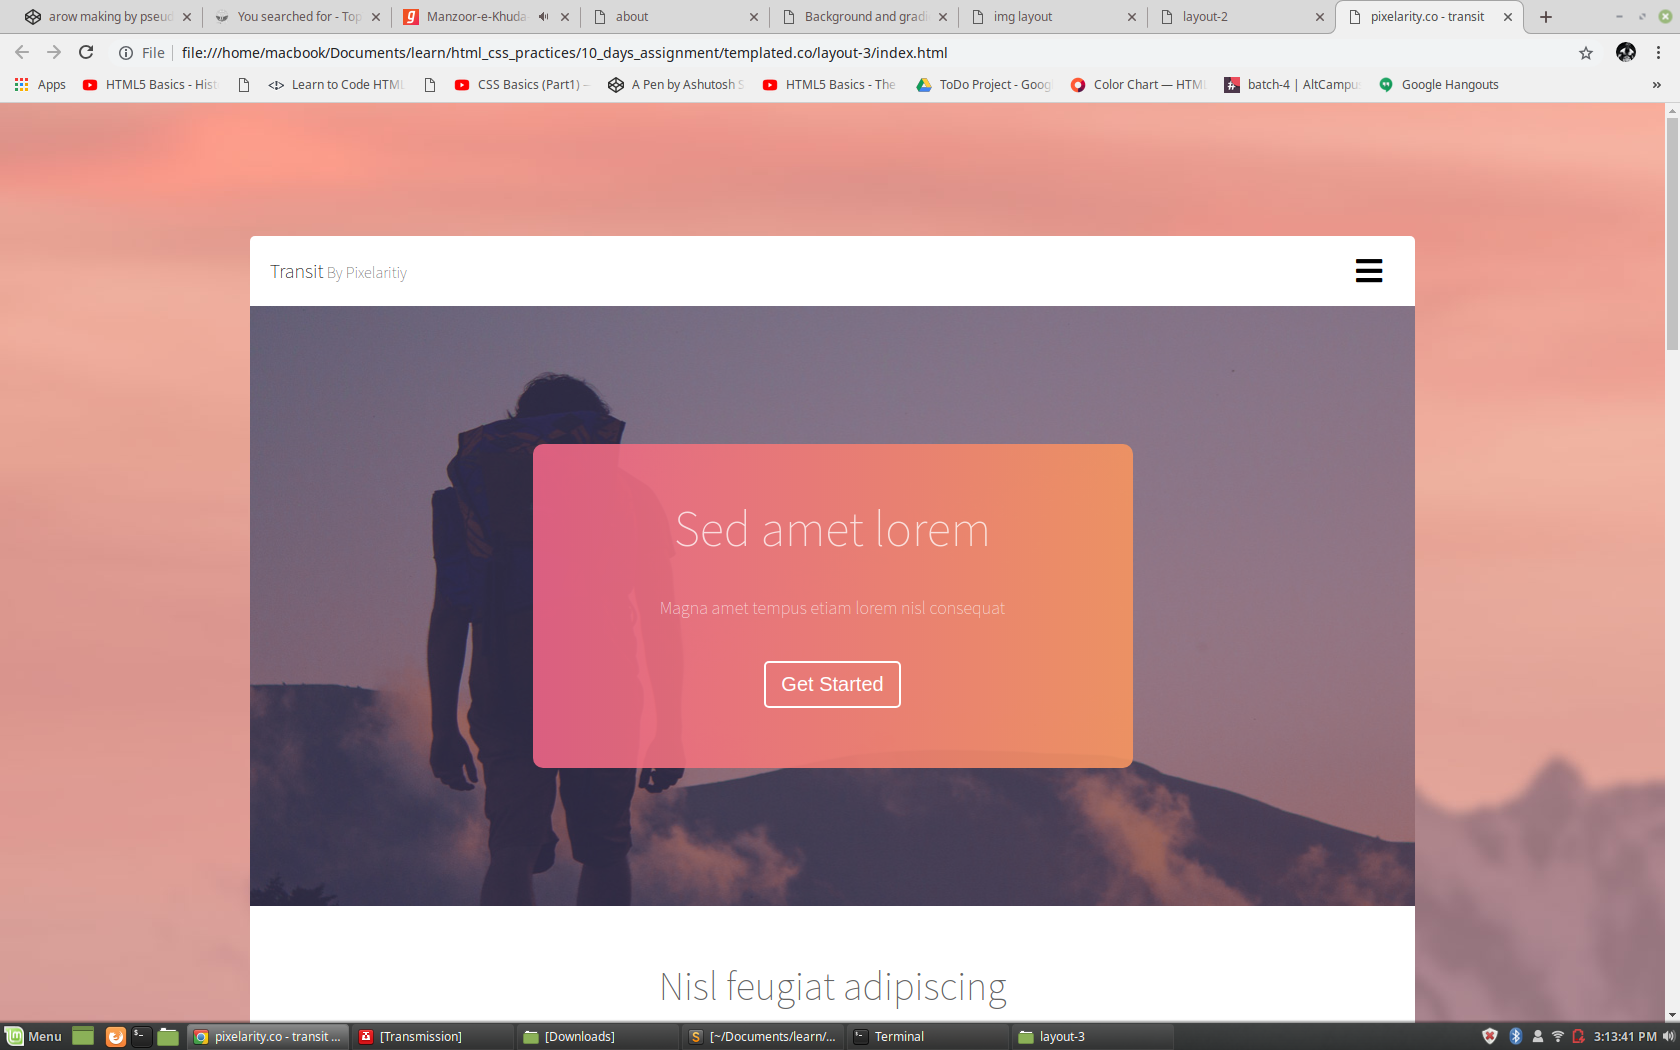 arow making by pseud
You searched for - Top
Manzoor-e-Khuda
about
Background and gradi
img layout
layout-2
pixelarity.co - transit
File
file:///home/macbook/Documents/learn/html_css_practices/10_days_assignment/templated.co/layout-3/index.html
Apps
HTML5 Basics - Hist
Learn to Code HTML
CSS Basics (Part1) –
A Pen by Ashutosh S
HTML5 Basics - The
ToDo Project - Goog
Color Chart — HTML
batch-4 | AltCampus
Google Hangouts
»
Transit By Pixelaritiy
Sed amet lorem
Magna amet tempus etiam lorem nisl consequat
Get Started
Nisl feugiat adipiscing
Menu
pixelarity.co - transit ...
[Transmission]
[Downloads]
[~/Documents/learn/...
Terminal
layout-3
3:13:41 PM